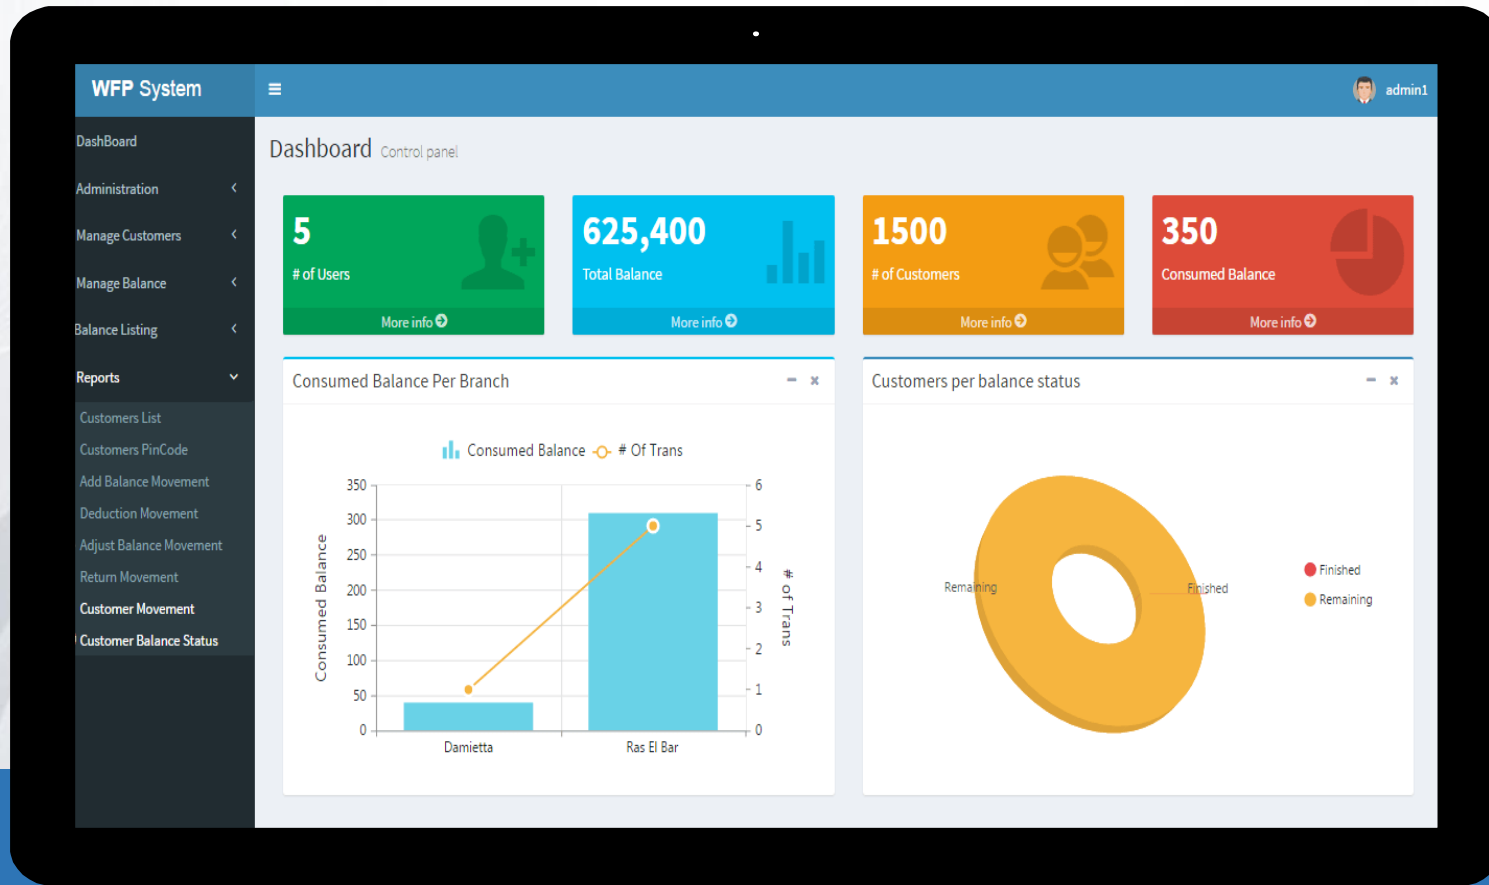 WFP System
admin1
DashBoard
Administration
Manage Customers
Manage Balance
Balance Listing
Reports
Customers List
Customers PinCode
Add Balance Movement
Deduction Movement
Adjust Balance Movement
Return Movement
Customer Movement
Customer Balance Status
Dashboard Control panel
5
# of Users
More info
625,400
Total Balance
More info
1500
# of Customers
More info
350
Consumed Balance
More info
Consumed Balance Per Branch
Consumed Balance # Of Trans
Consumed Balance
350
300
250
200
150
100
50
0
6
5
4
3
2
1
0
# of Trans
Damietta
Ras El Bar
Customers per balance status
Remaining
Finished
Finished
Remaining